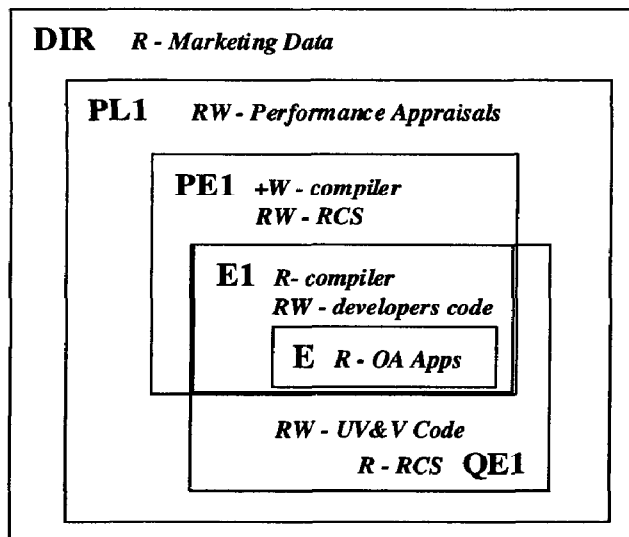 DIR R - Marketing Data
PL1 RW - Performance Appraisals
PE1 +W - compiler
RW - RCS
E1 R- compiler
RW - developers code
E R - OA Apps
RW - UV&V Code
R - RCS QE1